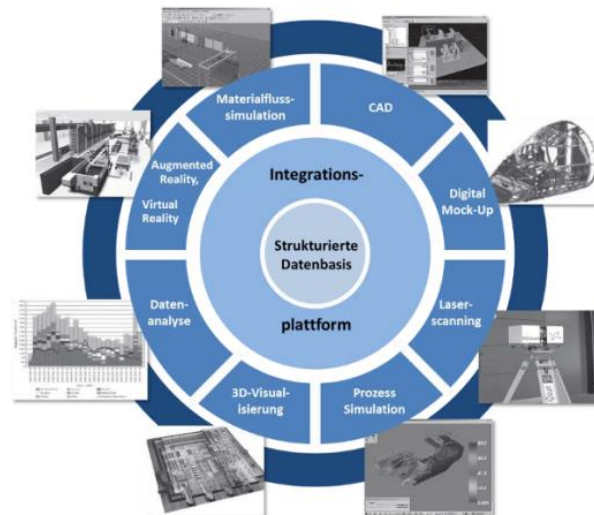 Materialfluss-
simulation
CAD
Augmented Reality,
Virtual Reality
Integrations-
Digital
Mock-Up
Strukturierte
Datenbasis
Daten-
analyse
plattform
Laser-
scanning
3D-Visual-
isierung
Prozess
Simulation